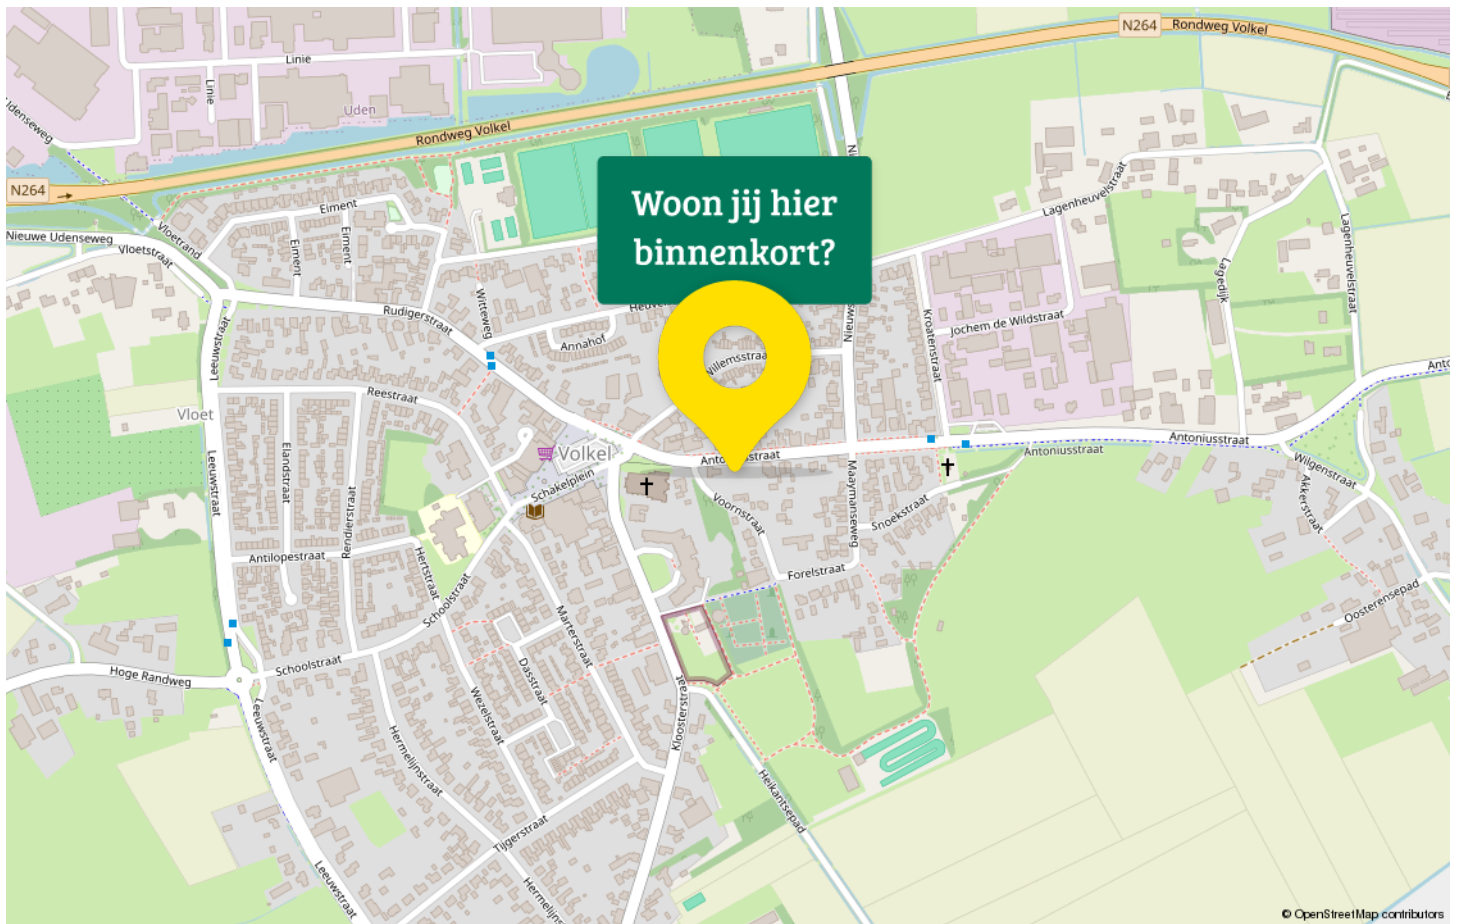 N264
Rondweg Volkel
Linie
Linie
Uden
Udenseweg
Rondweg Volkel
N264
Woon jij hier
binnenkort?
Lagenheuvelstraat
Eiment
Eiment
Eiment
Vloetrand
Nieuwe Udenseweg
Vloetstraat
Lagedijk
Lagenheuvelstraat
Witteweg
Rudigerstraat
Leeuwstraat
Annahof
Kroatenstraat
Jochem de Wildstraat
Willemsstraat
Reestraat
Vloet
Elandstraat
Rendierstraat
Volkel
Antoniusstraat
Antoniusstraat
Antoniusstraat
Leeuwstraat
Schakelplein
Maaymanseweg
Wilgenstraat
Akkerstraat
Voornstraat
Snoekstraat
Antilopestraat
Hertstraat
Schoolstraat
Forelstraat
Oosterensepad
Marterstraat
Schoolstraat
Hoge Randweg
Dasstraat
Wezelstraat
Kloosterstraat
Leeuwstraat
Hermelijnstraat
Heikantsepad
Tijgerstraat
Leeuwstraat
© OpenStreetMap contributors